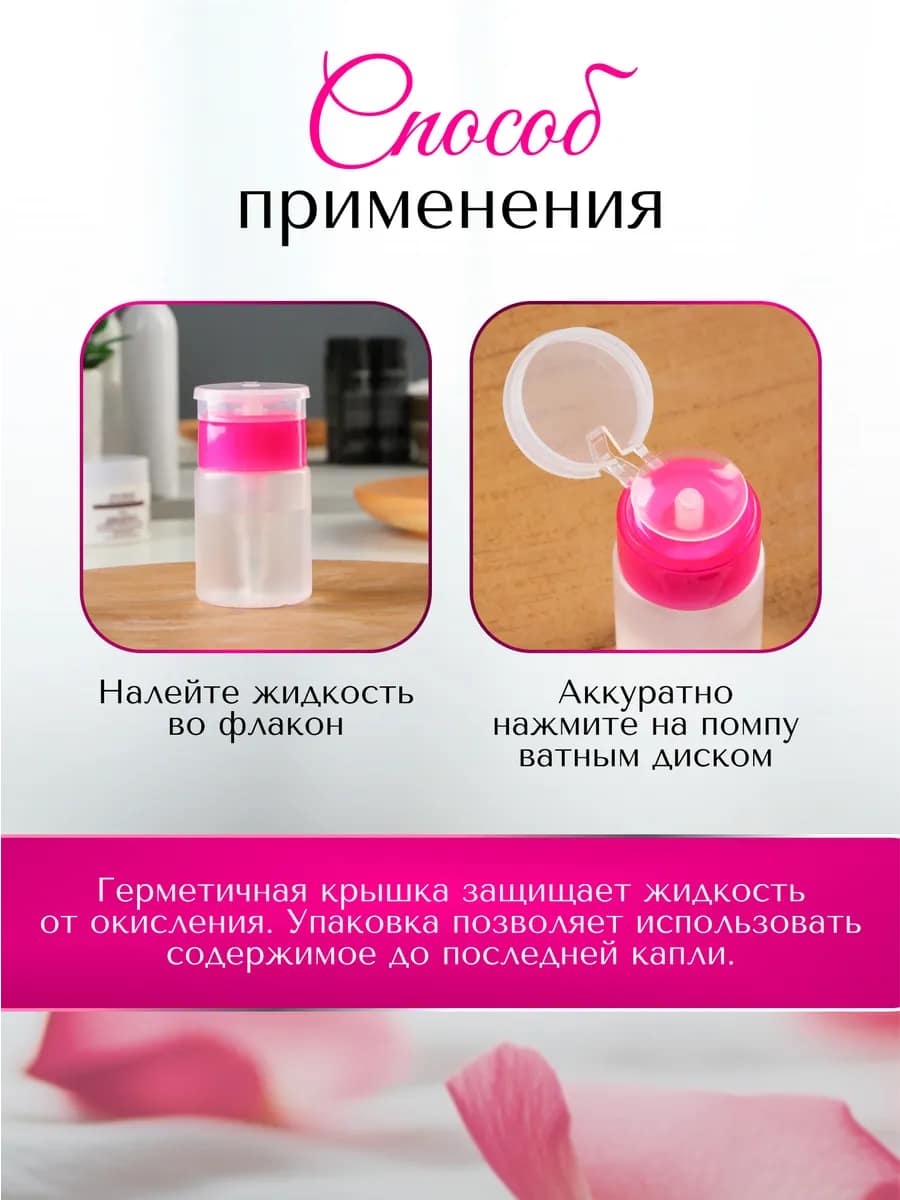 Способ
применения
Налейте жидкость
во флакон
Аккуратно
нажмите на помпу
ватным диском
Герметичная крышка защищает жидкость
от окисления. Упаковка позволяет использовать
содержимое до последней капли.